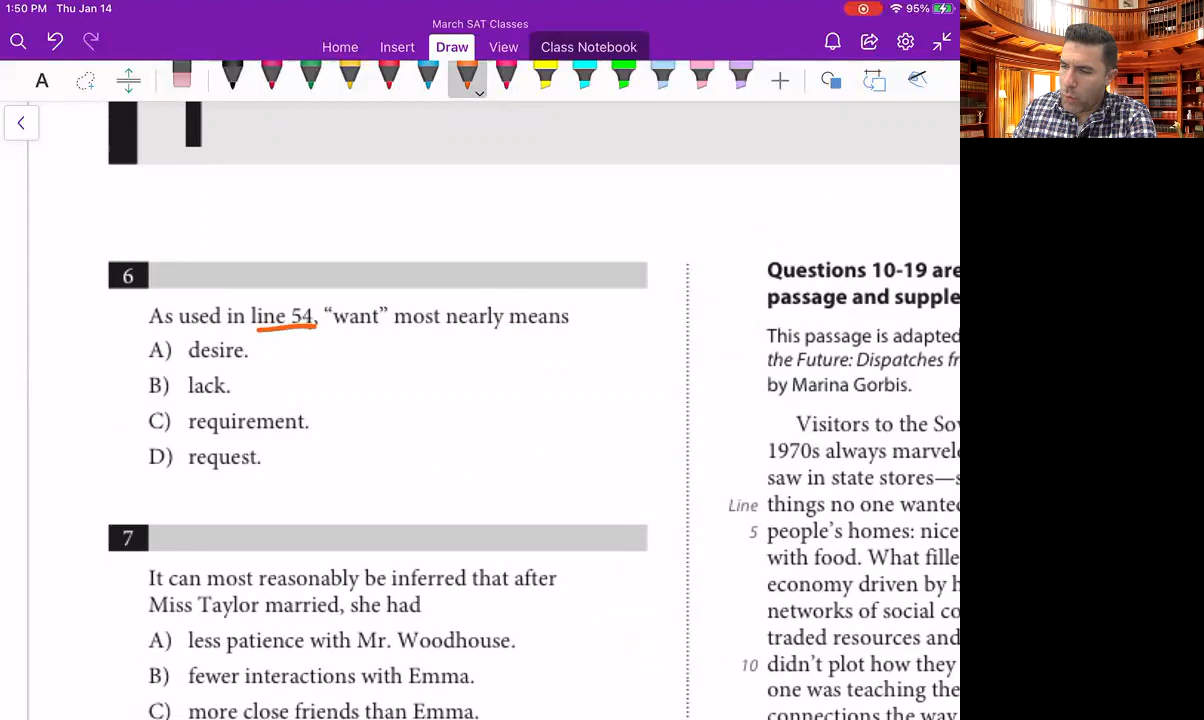 1:50 PM Thu Jan 14
March SAT Classes
95%
Home Insert Draw View Class Notebook
A
6
As used in line 54, “want” most nearly means
A) desire.
B) lack.
C) requirement.
D) request.
7
It can most reasonably be inferred that after
Miss Taylor married, she had
A) less patience with Mr. Woodhouse.
B) fewer interactions with Emma.
C) more close friends than Emma.
Questions 10-19 are
passage and supple
This passage is adapted
the Future: Dispatches fr
by Marina Gorbis.
Visitors to the Sov
1970s always marvele
saw in state stores—s
Line things no one wanted
5 people’s homes: nice
with food. What fille
economy driven by h
networks of social co
traded resources and
10 didn’t plot how they
one was teaching the
connections the way